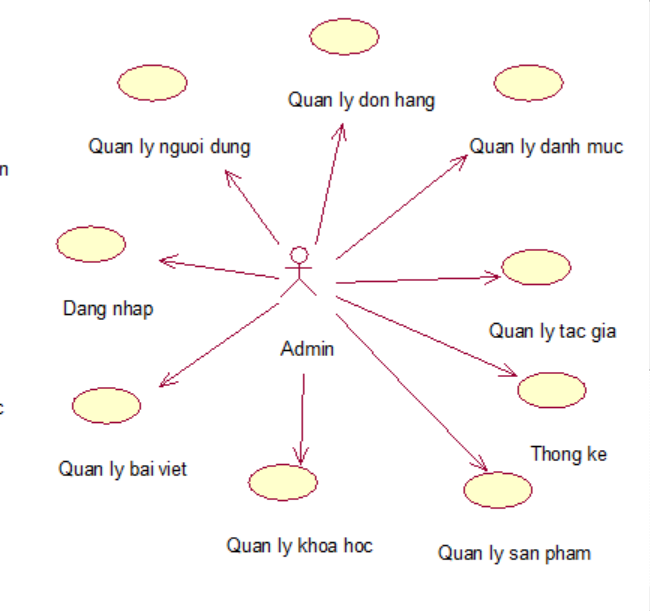 Quan ly don hang
Quan ly nguoi dung
Quan ly danh muc
n
Dang nhap
Quan ly tac gia
Admin
c
Thong ke
Quan ly bai viet
Quan ly khoa hoc
Quan ly san pham